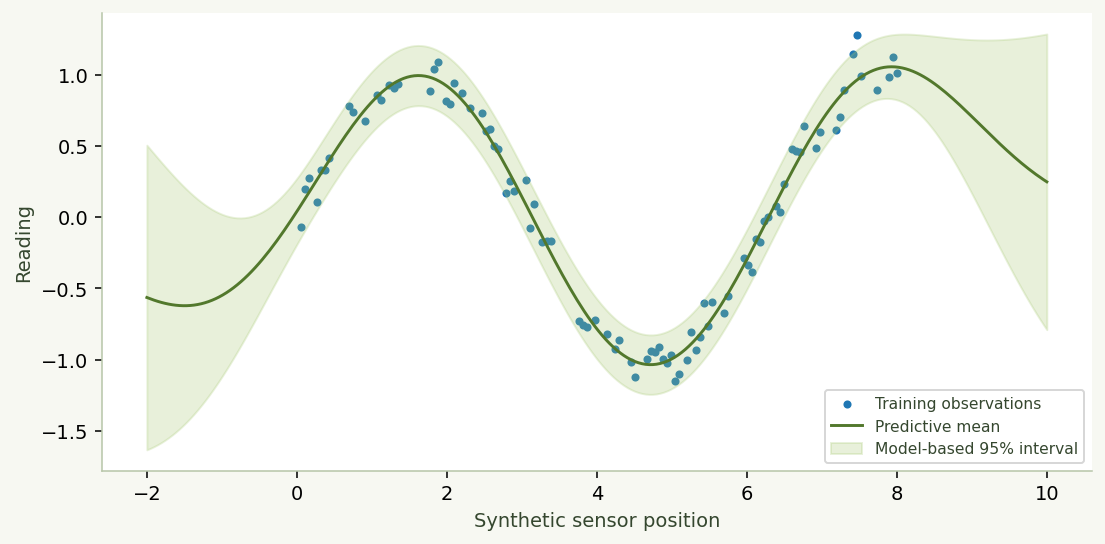 1.0
0.5
0.0
−0.5
−1.0
−1.5
Reading
Training observations
Predictive mean
Model-based 95% interval
−2 0 2 4 6 8 10
Synthetic sensor position